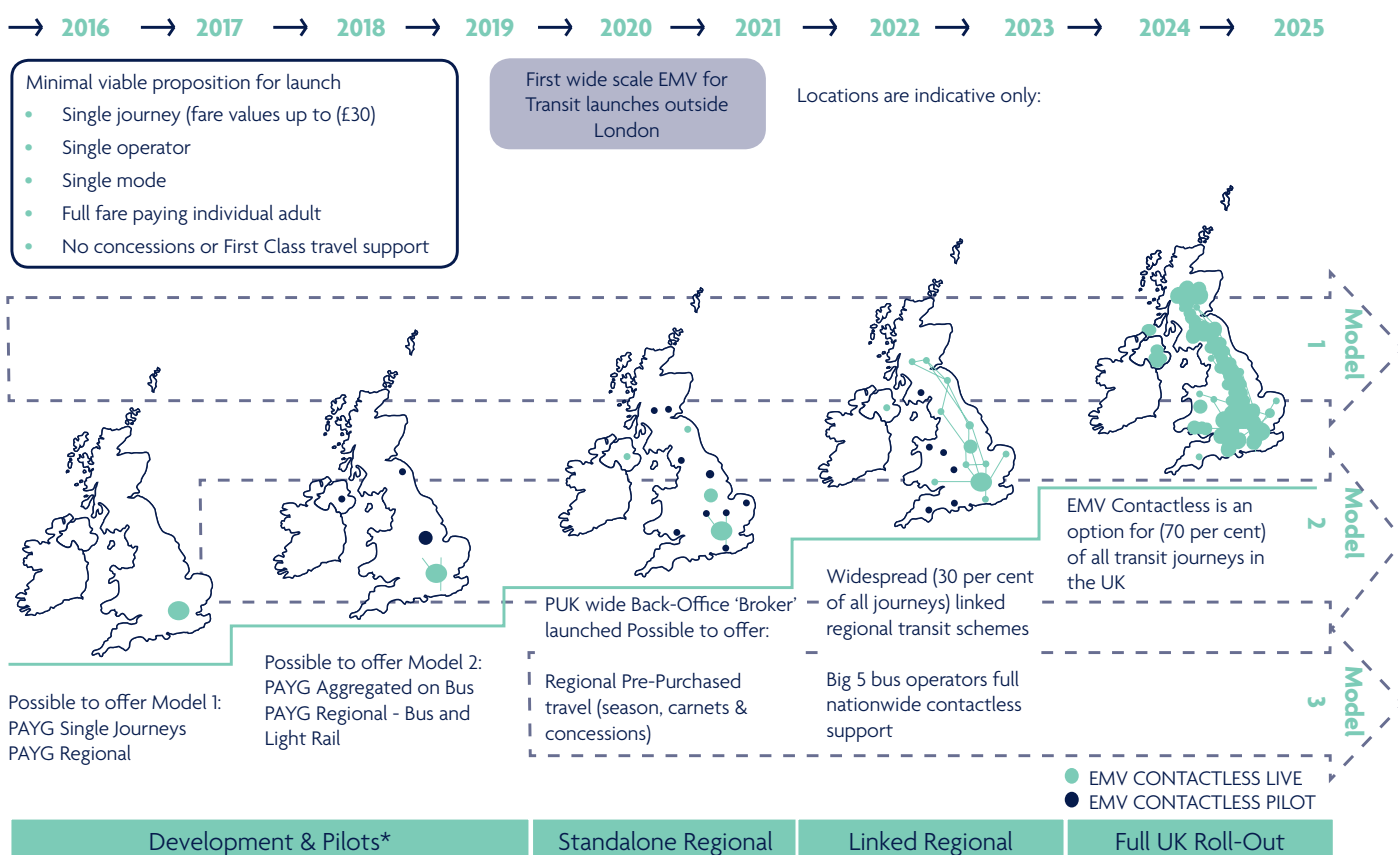 2016 2017 2018 2019 2020 2021 2022 2023 2024 2025
Minimal viable proposition for launch
• Single journey (fare values up to (£30)
• Single operator
• Single mode
• Full fare paying individual adult
• No concessions or First Class travel support
First wide scale EMV for
Transit launches outside
London
Locations are indicative only:
Model
1
Model
2
Model
3
Possible to offer Model 1:
PAYG Single Journeys
PAYG Regional
Possible to offer Model 2:
PAYG Aggregated on Bus
PAYG Regional - Bus and
Light Rail
PUK wide Back-Office ‘Broker’
launched Possible to offer:
Regional Pre-Purchased
travel (season, carnets &
concessions)
Widespread (30 per cent
of all journeys) linked
regional transit schemes
Big 5 bus operators full
nationwide contactless
support
EMV Contactless is an
option for (70 per cent)
of all transit journeys in
the UK
EMV CONTACTLESS LIVE
EMV CONTACTLESS PILOT
Development & Pilots*
Standalone Regional
Linked Regional
Full UK Roll-Out